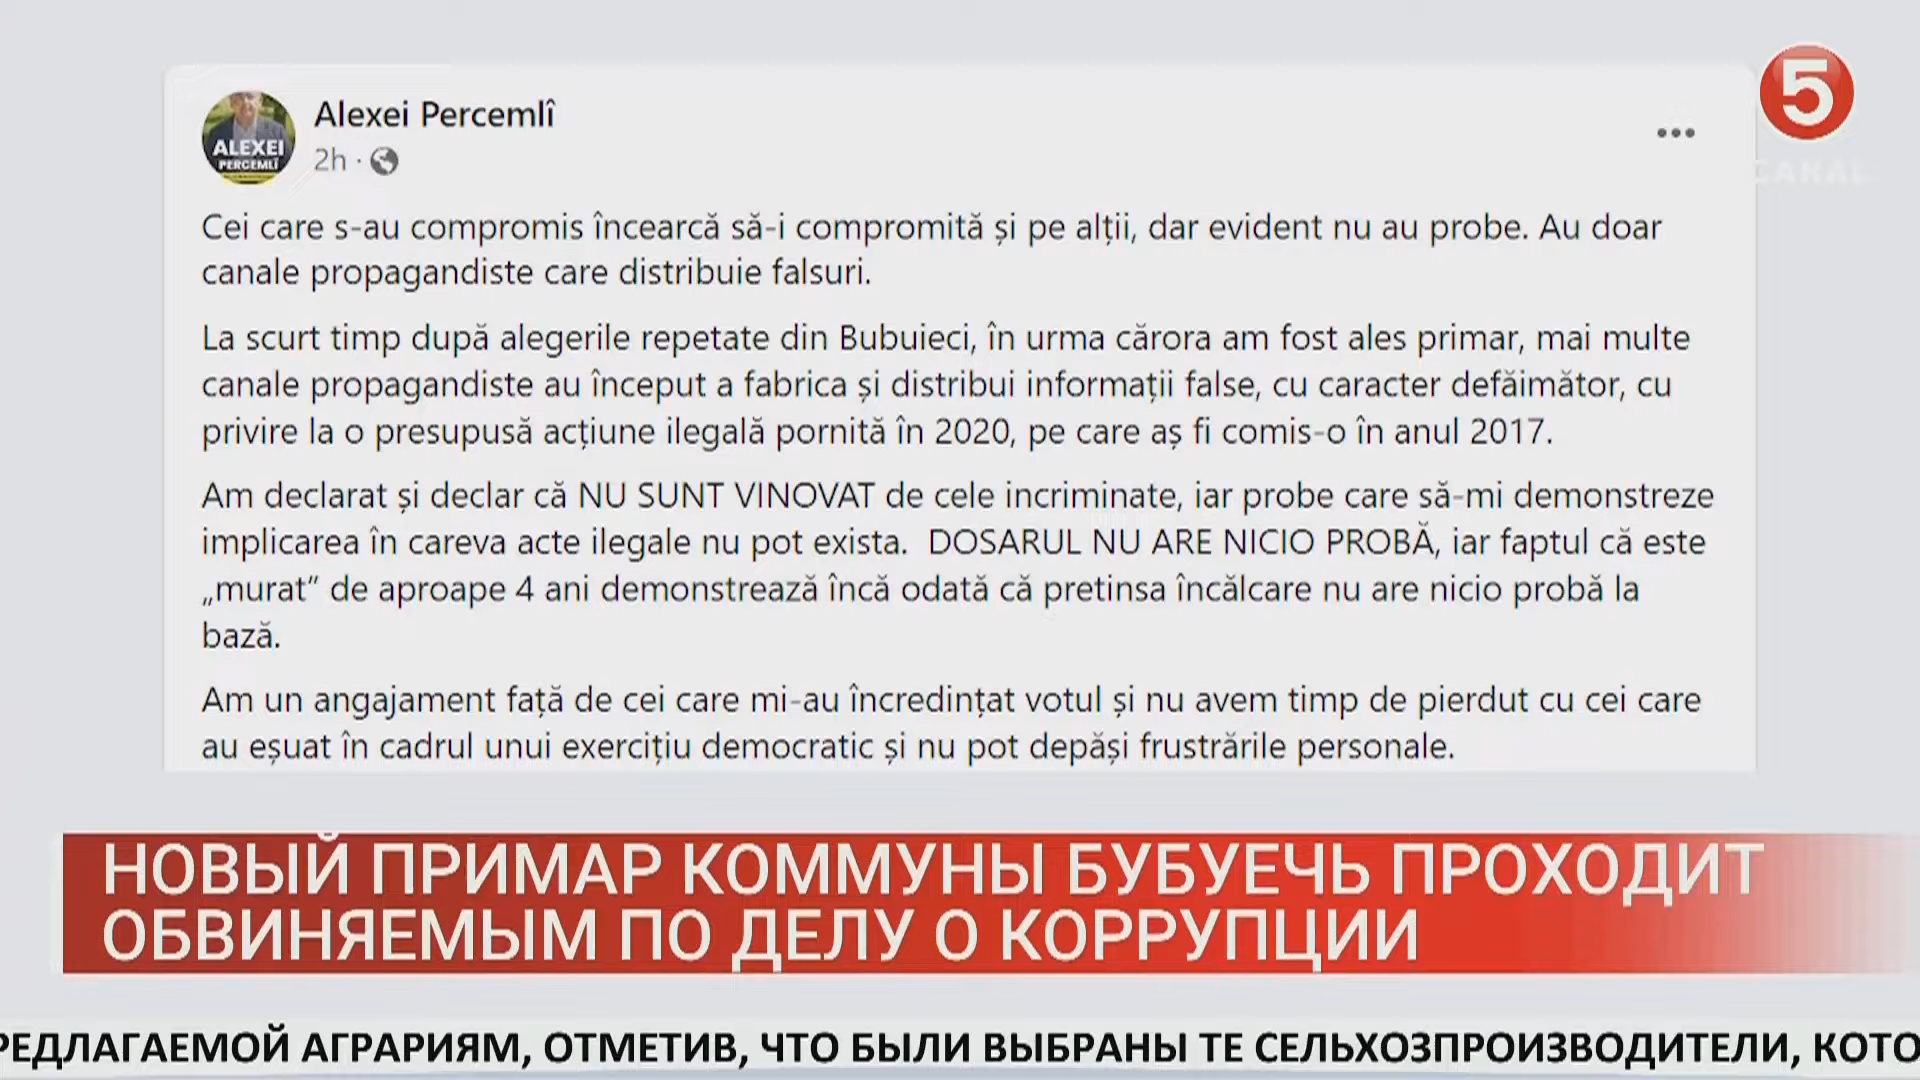 Alexei Percemlî
2h ·
ALEXEI
PERCEMLÎ
5
CANAL
Cei care s-au compromis încearcă să-i compromită și pe alții, dar evident nu au probe. Au doar
canale propagandiste care distribuie falsuri.
La scurt timp după alegerile repetate din Bubuieci, în urma cărora am fost ales primar, mai multe
canale propagandiste au început a fabrica și distribui informații false, cu caracter defăimător, cu
privire la o presupusă acțiune ilegală pornită în 2020, pe care aș fi comis-o în anul 2017.
Am declarat și declar că NU SUNT VINOVAT de cele incriminate, iar probe care să-mi demonstreze
implicarea în careva acte ilegale nu pot exista. DOSARUL NU ARE NICIO PROBĂ, iar faptul că este
„murat” de aproape 4 ani demonstrează încă odată că pretinsa încălcare nu are nicio probă la
bază.
Am un angajament față de cei care mi-au încredințat votul și nu avem timp de pierdut cu cei care
au eșuat în cadrul unui exercițiu democratic și nu pot depăși frustrările personale.
НОВЫЙ ПРИМАР КОММУНЫ БУБУЕЧЬ ПРОХОДИТ
ОБВИНЯЕМЫМ ПО ДЕЛУ О КОРРУПЦИИ
РЕДЛАГАЕМОЙ АГРАРИЯМ, ОТМЕТИВ, ЧТО БЫЛИ ВЫБРАНЫ ТЕ СЕЛЬХОЗПРОИЗВОДИТЕЛИ, КОТО